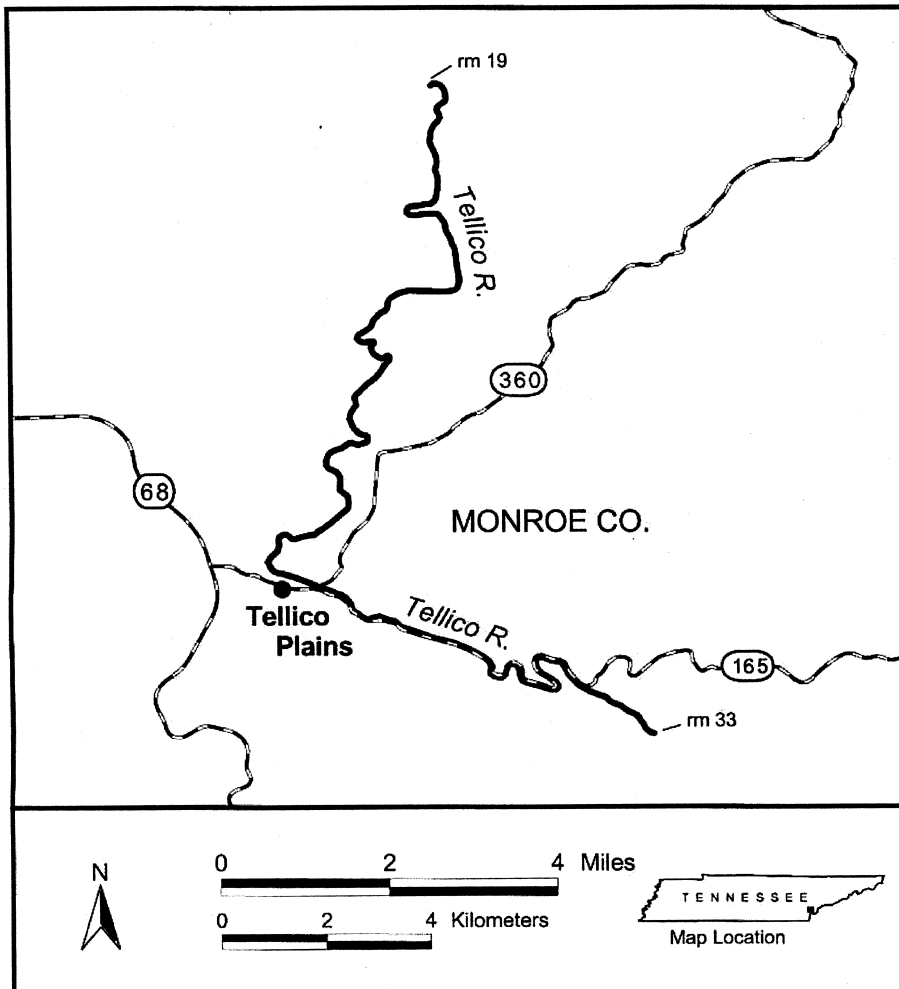 rm 19
Tellico R.
360
68
MONROE CO.
Tellico
Plains
Tellico R.
165
rm 33
N
0 2 4 Miles
0 2 4 Kilometers
TENNESSEE
Map Location